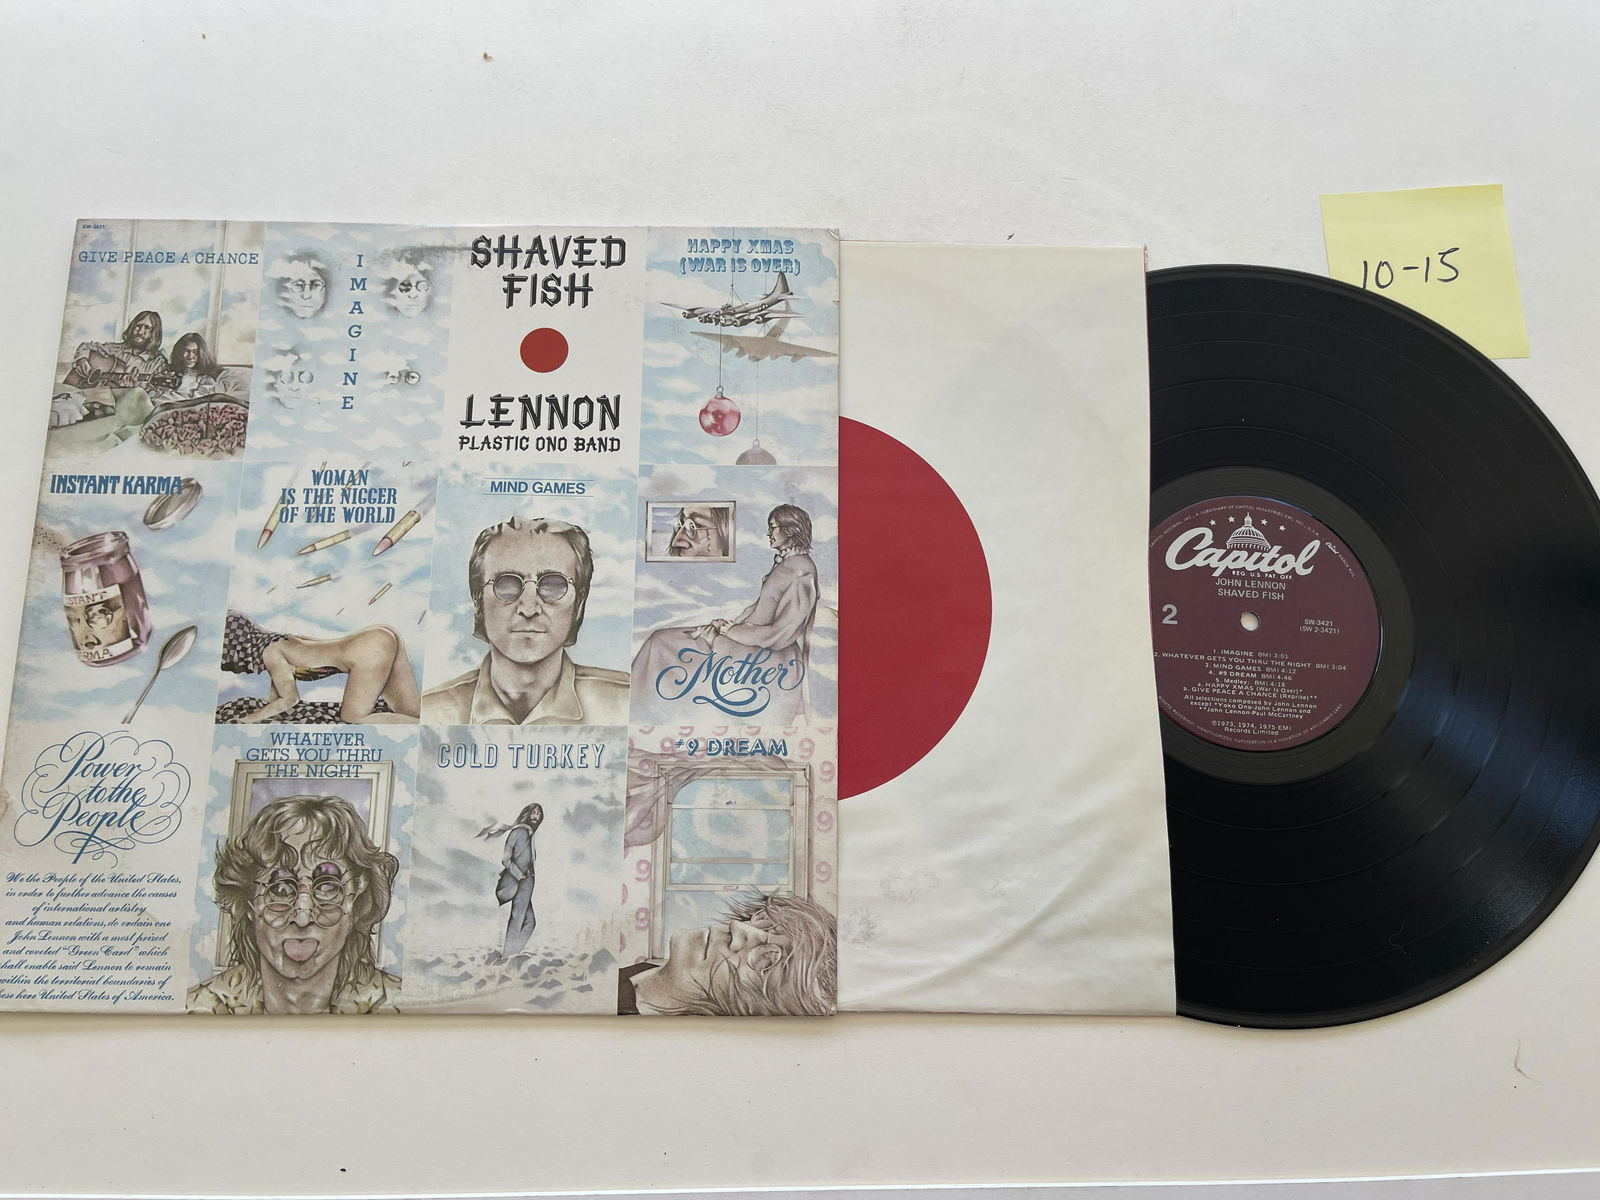 SW-3421
GIVE PEACE A CHANCE
IMAGINE
SHAVED
FISH
LENNON
PLASTIC ONO BAND
HAPPY XMAS
(WAR IS OVER)
INSTANT KARMA
INSTANT
KARMA
WOMAN
IS THE NIGGER
OF THE WORLD
MIND GAMES
Mother
Power
to the
People
We the People of the United States,
in order to further advance the causes
of international artistry
and human relations, do ordain one
John Lennon with a most prized
and coveted "Green Card" which
shall enable said Lennon to remain
within the territorial boundaries of
these here United States of America.
WHATEVER
GETS YOU THRU
THE NIGHT
COLD TURKEY
#9 DREAM
10-15
Capitol
REG. U.S. PAT. OFF.
JOHN LENNON
SHAVED FISH
2
SW-3421
(SW 2-3421)
1. IMAGINE BMI 3:01
2. WHATEVER GETS YOU THRU THE NIGHT BMI 3:04
3. MIND GAMES BMI 4:12
4. #9 DREAM BMI 4:46
5. Medley: BMI 4:18
a. HAPPY XMAS (War Is Over)*
b. GIVE PEACE A CHANCE (Reprise)**
All selections composed by John Lennon
except *Yoko Ono-John Lennon and
**John Lennon-Paul McCartney
℗1973, 1974, 1975 EMI
Records Limited